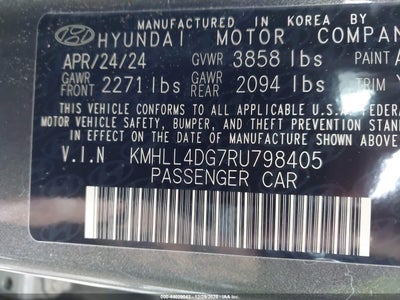 MANUFACTURED IN KOREA BY
HYUNDAI MOTOR COMPAN
APR/24/24 GVWR 3858 lbs PAINT
GAWR FRONT 2271 lbs GAWR REAR 2094 lbs TRIM
THIS VEHICLE CONFORMS TO ALL APPLICABLE U.S. FEDERA
MOTOR VEHICLE SAFETY, BUMPER, AND THEFT PREVENTION STANDAR
IN EFFECT ON THE DATE OF MANUFACTURE SHOWN ABOVE
V.I.N KMHLL4DG7RU798405
PASSENGER CAR